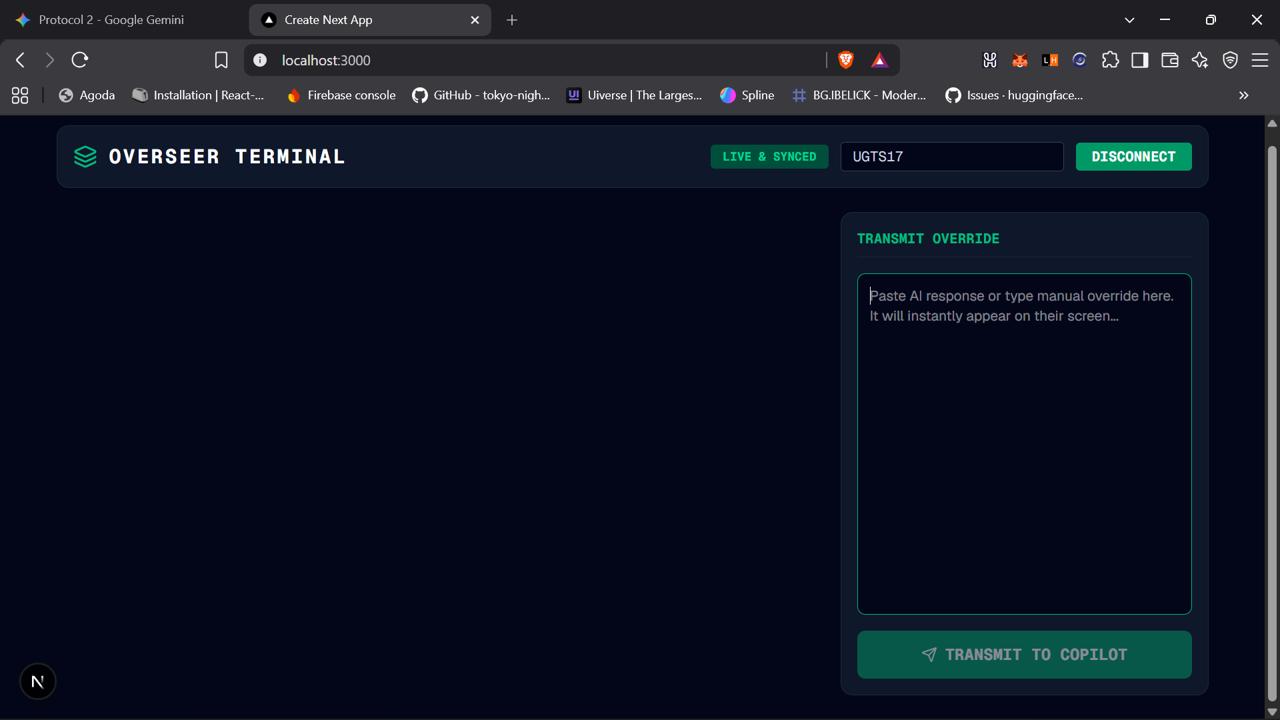 Protocol 2 - Google Gemini
Create Next App
localhost:3000
Agoda
Installation | React-...
Firebase console
GitHub - tokyo-nigh...
UI
Uiverse | The Larges...
Spline
BG.IBELICK - Moder...
Issues · huggingface...
OVERSEER TERMINAL
LIVE & SYNCED
UGTS17
DISCONNECT
TRANSMIT OVERRIDE
Paste AI response or type manual override here.
It will instantly appear on their screen...
TRANSMIT TO COPILOT
N